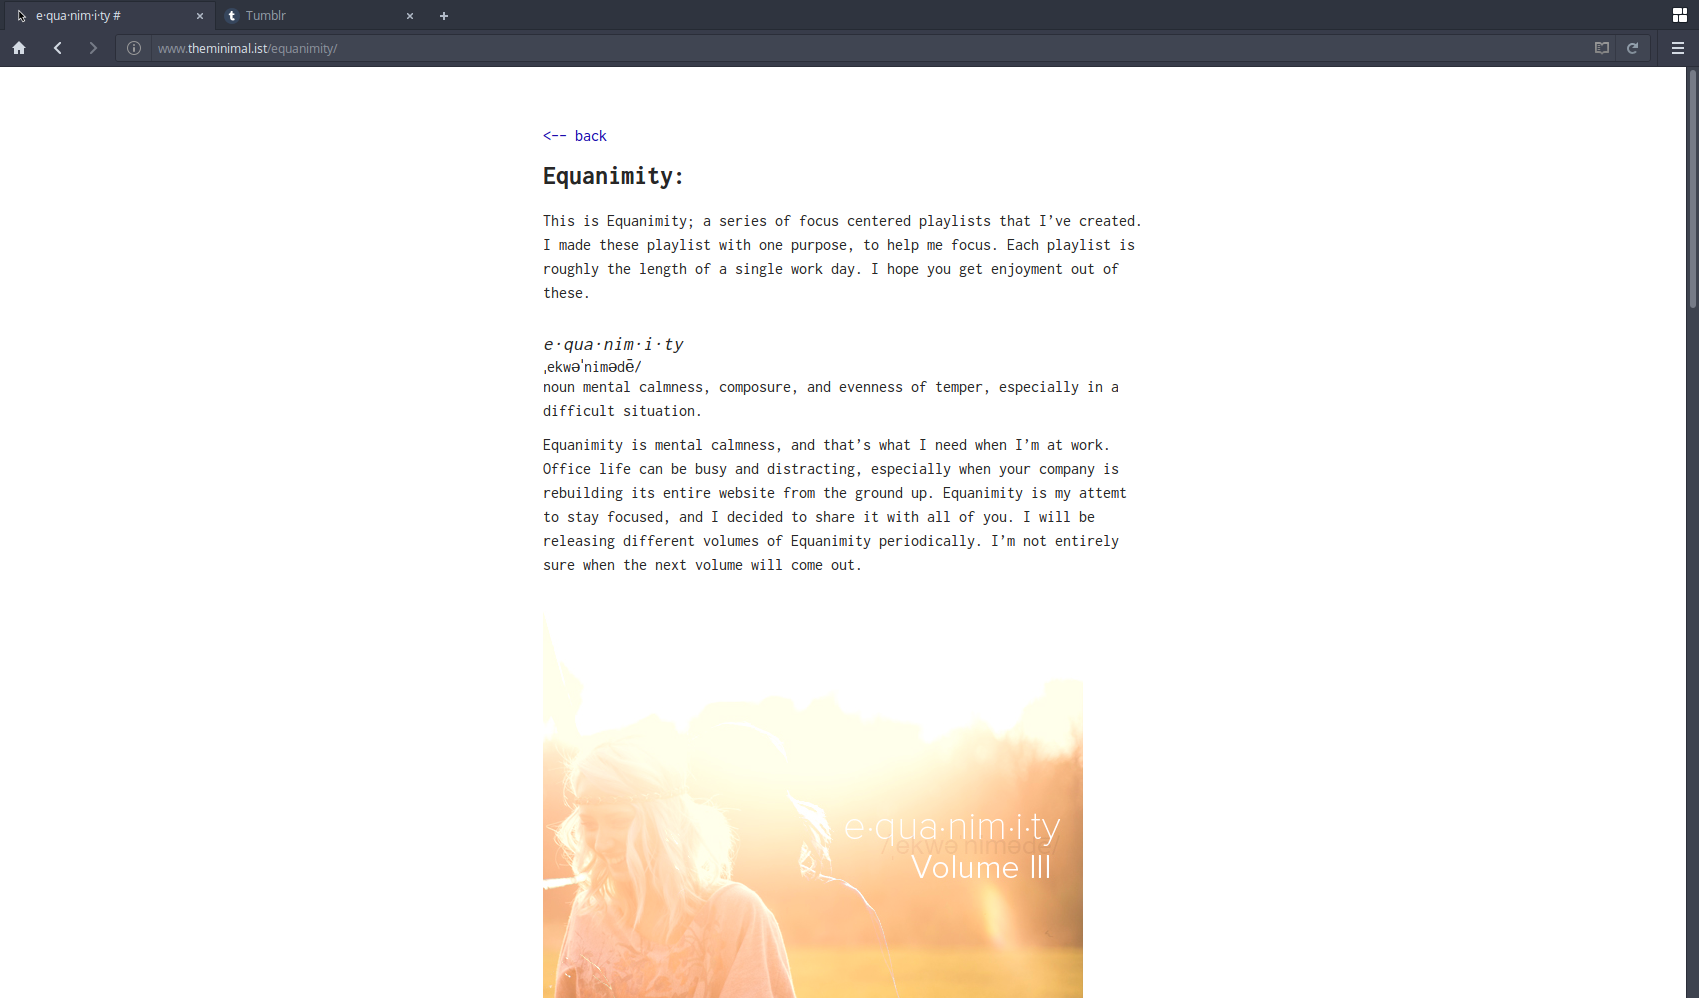 e·qua·nim·i·ty #
Tumblr
www.theminimal.ist/equanimity/
<-- back
Equanimity:
This is Equanimity; a series of focus centered playlists that I’ve created.
I made these playlist with one purpose, to help me focus. Each playlist is
roughly the length of a single work day. I hope you get enjoyment out of
these.
e·qua·nim·i·ty
ˌekwəˈnimədē/
noun mental calmness, composure, and evenness of temper, especially in a
difficult situation.
Equanimity is mental calmness, and that’s what I need when I’m at work.
Office life can be busy and distracting, especially when your company is
rebuilding its entire website from the ground up. Equanimity is my attemt
to stay focused, and I decided to share it with all of you. I will be
releasing different volumes of Equanimity periodically. I’m not entirely
sure when the next volume will come out.
e·qua·nim·i·ty
/ˌekwəˈnimədē/
Volume III